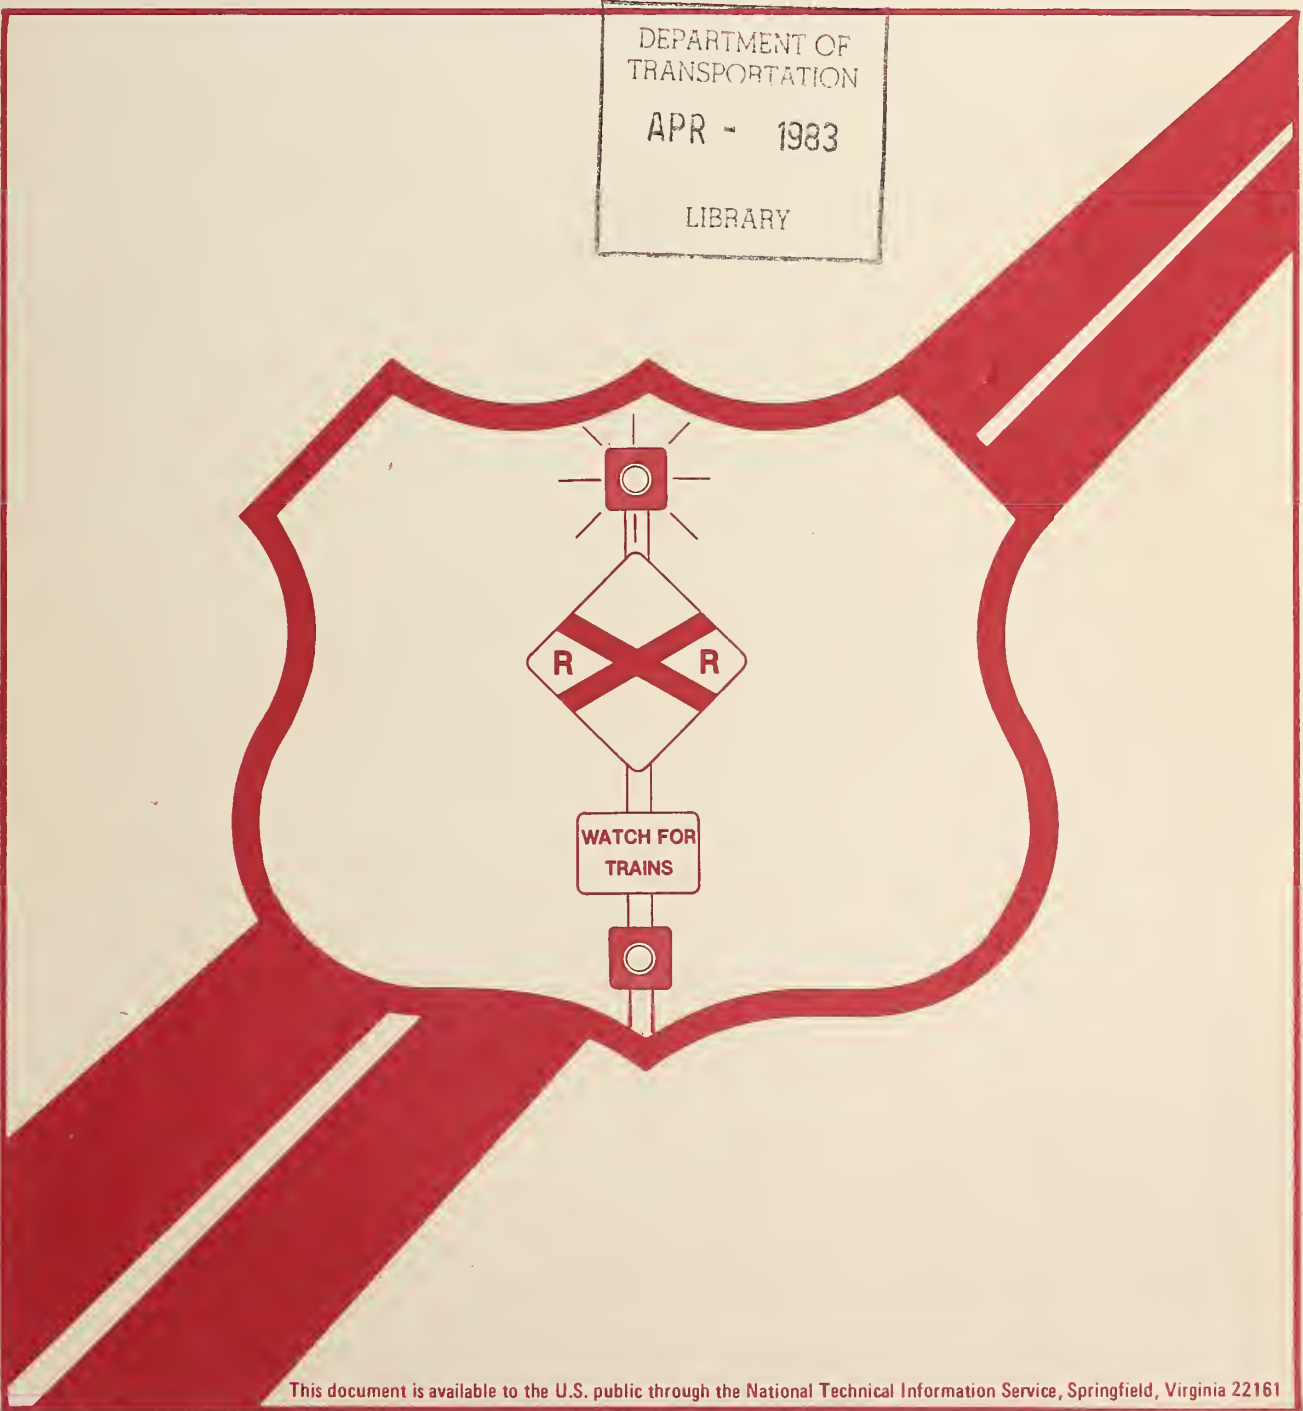 DEPARTMENT OF
TRANSPORTATION
APR - 1983
LIBRARY
R R
WATCH FOR
TRAINS
This document is available to the U.S. public through the National Technical Information Service, Springfield, Virginia 22161